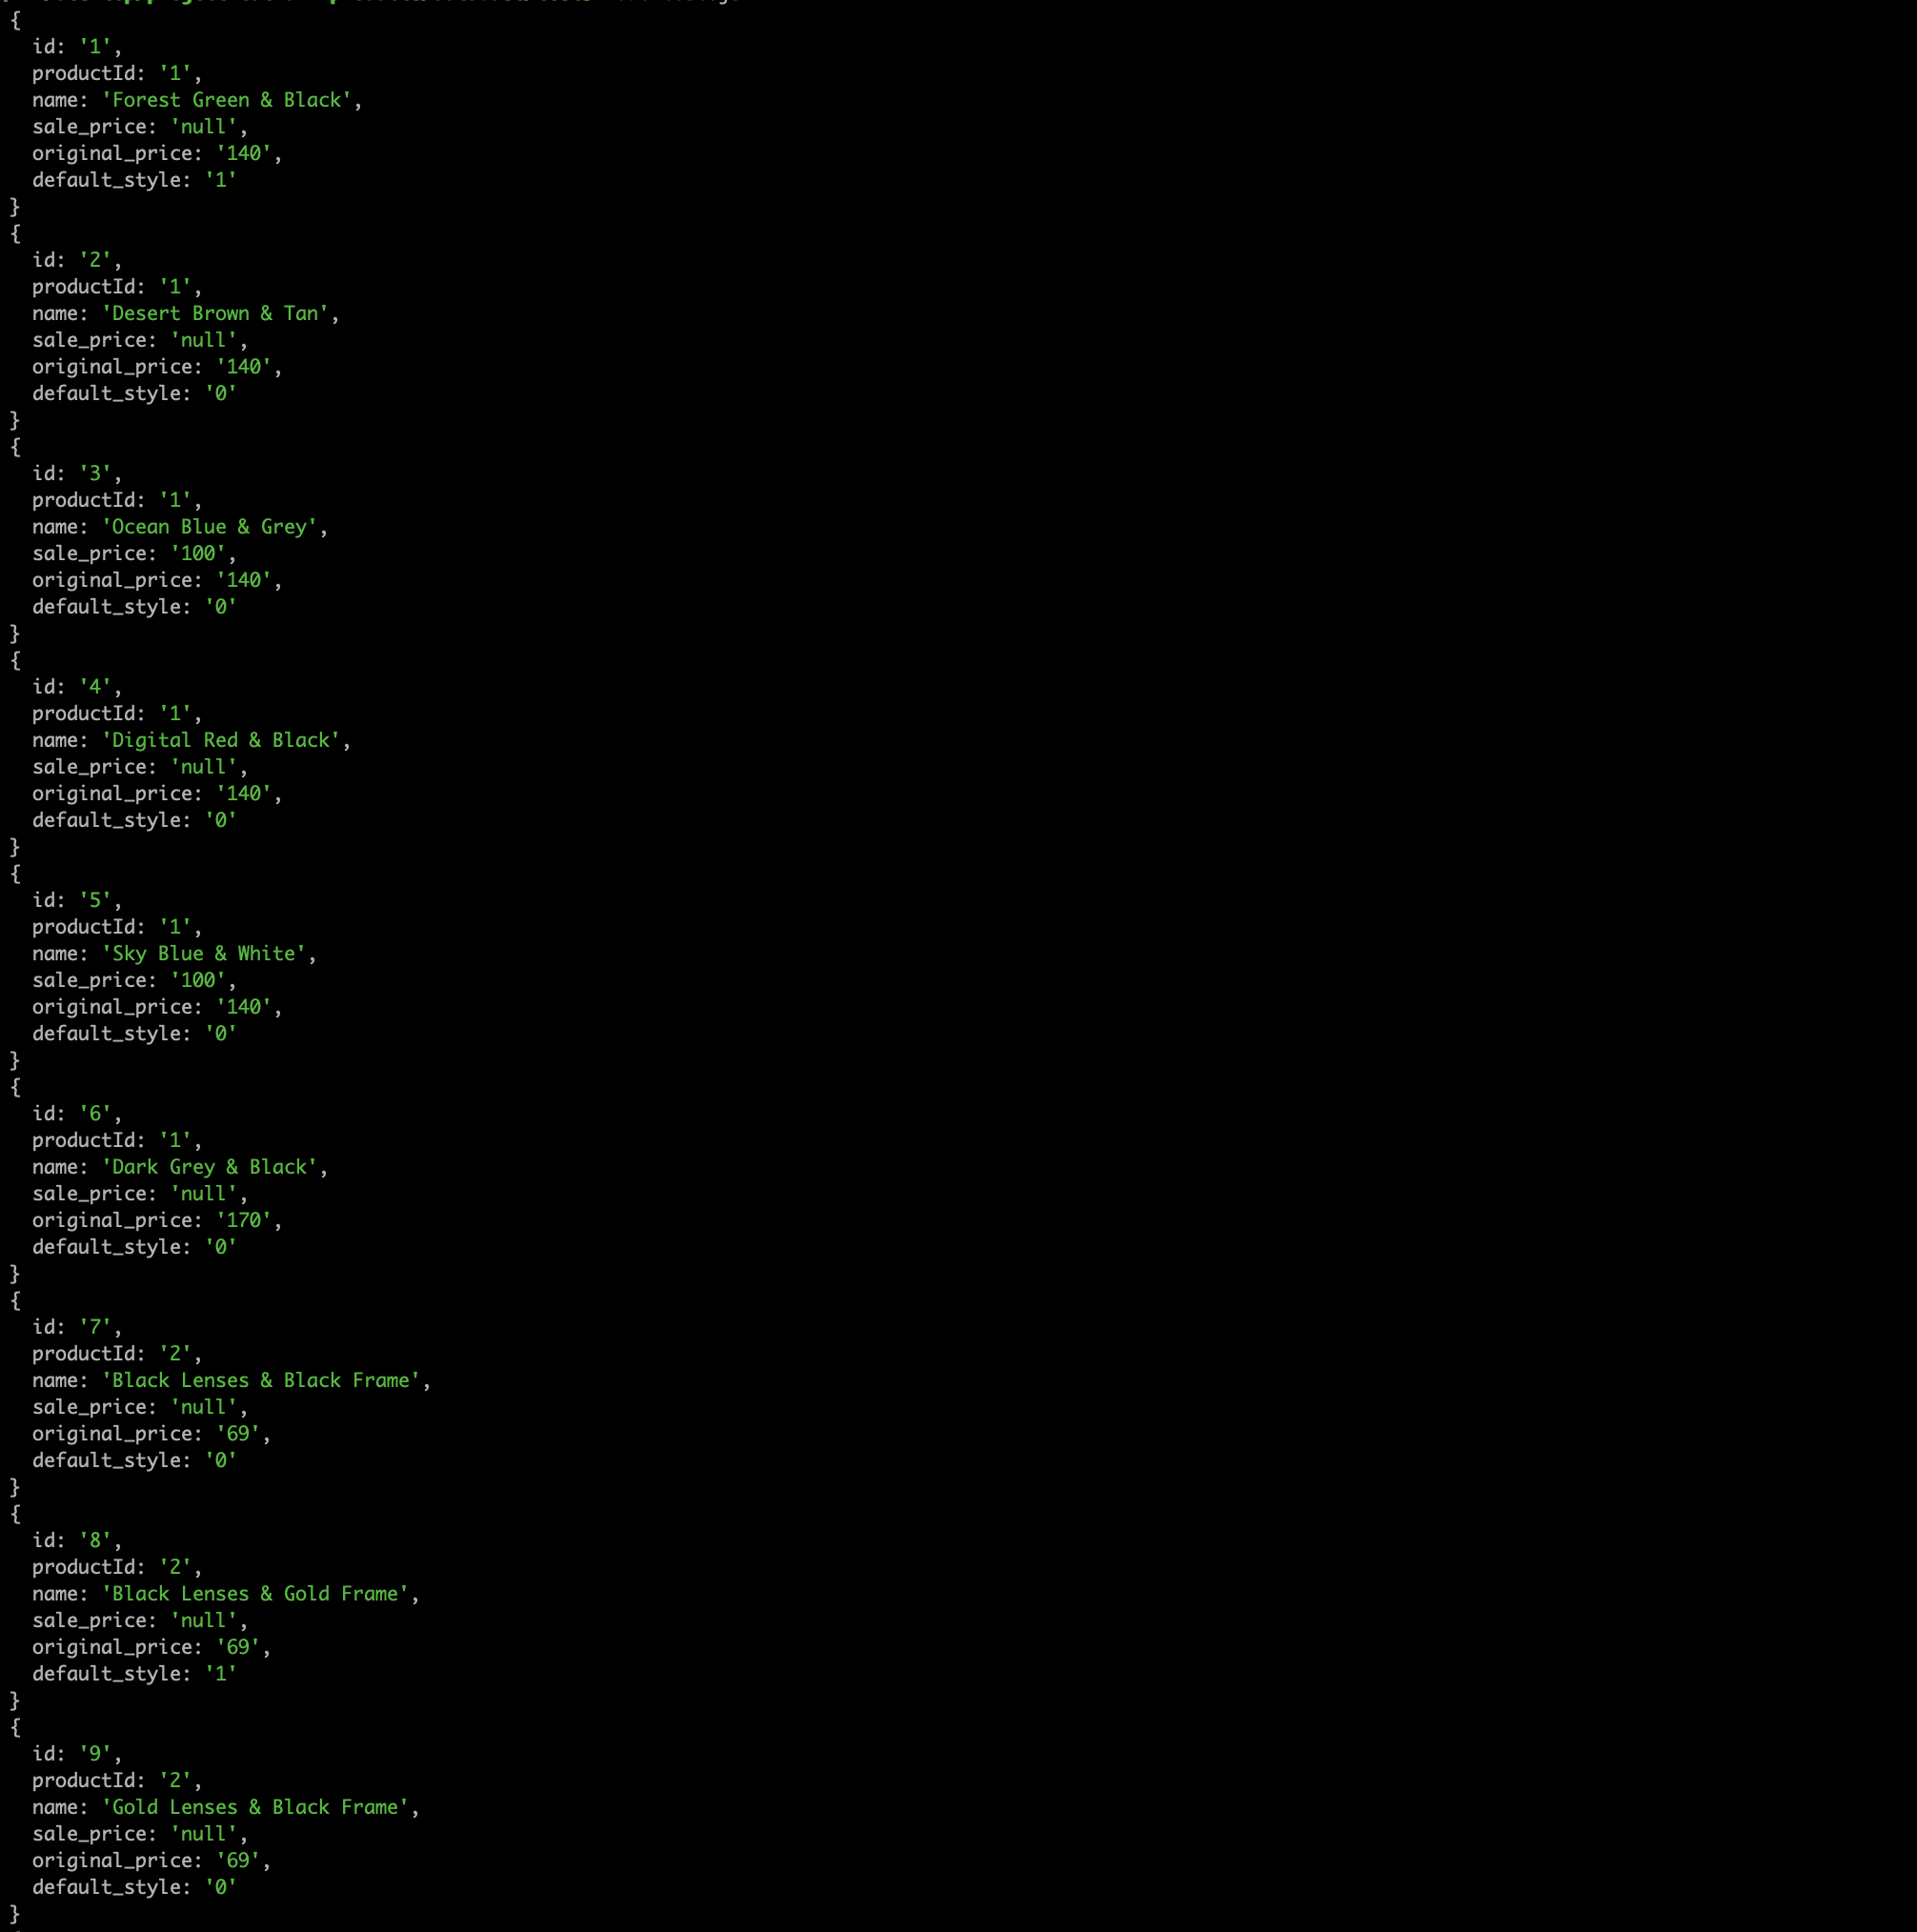 {
  id: '1',
  productId: '1',
  name: 'Forest Green & Black',
  sale_price: 'null',
  original_price: '140',
  default_style: '1'
}
{
  id: '2',
  productId: '1',
  name: 'Desert Brown & Tan',
  sale_price: 'null',
  original_price: '140',
  default_style: '0'
}
{
  id: '3',
  productId: '1',
  name: 'Ocean Blue & Grey',
  sale_price: '100',
  original_price: '140',
  default_style: '0'
}
{
  id: '4',
  productId: '1',
  name: 'Digital Red & Black',
  sale_price: 'null',
  original_price: '140',
  default_style: '0'
}
{
  id: '5',
  productId: '1',
  name: 'Sky Blue & White',
  sale_price: '100',
  original_price: '140',
  default_style: '0'
}
{
  id: '6',
  productId: '1',
  name: 'Dark Grey & Black',
  sale_price: 'null',
  original_price: '170',
  default_style: '0'
}
{
  id: '7',
  productId: '2',
  name: 'Black Lenses & Black Frame',
  sale_price: 'null',
  original_price: '69',
  default_style: '0'
}
{
  id: '8',
  productId: '2',
  name: 'Black Lenses & Gold Frame',
  sale_price: 'null',
  original_price: '69',
  default_style: '1'
}
{
  id: '9',
  productId: '2',
  name: 'Gold Lenses & Black Frame',
  sale_price: 'null',
  original_price: '69',
  default_style: '0'
}